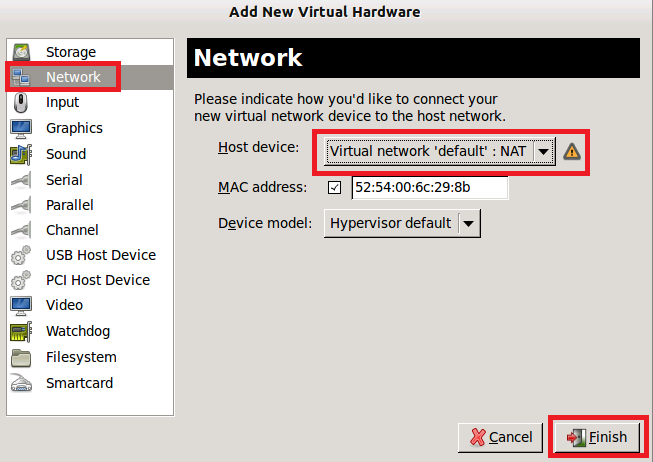 Add New Virtual Hardware
Storage
Network
Input
Graphics
Sound
Serial
Parallel
Channel
USB Host Device
PCI Host Device
Video
Watchdog
Filesystem
Smartcard
Network
Please indicate how you'd like to connect your
new virtual network device to the host network.
Host device: Virtual network 'default' : NAT
MAC address: 52:54:00:6c:29:8b
Device model: Hypervisor default
Cancel Finish